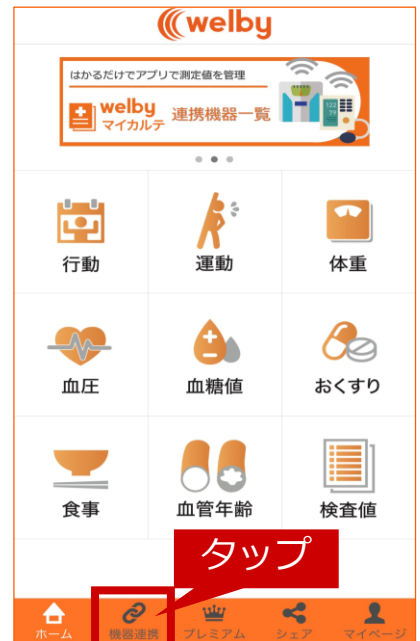 welby
はかるだけでアプリで測定値を管理
welby
マイカルテ
連携機器一覧
122
79
行動
運動
体重
血圧
血糖値
おくすり
食事
血管年齢
検査値
タップ
ホーム
機器連携
プレミアム
シェア
マイページ